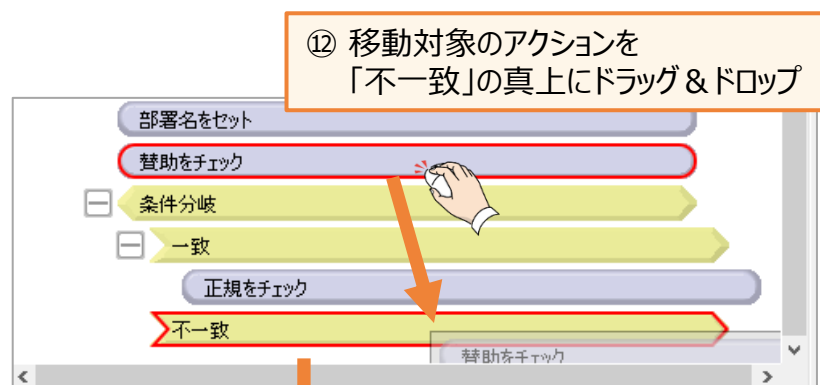 ⑫ 移動対象のアクションを
「不一致」の真上にドラッグ＆ドロップ
部署名をセット
賛助をチェック
条件分岐
一致
正規をチェック
不一致
賛助をチェック